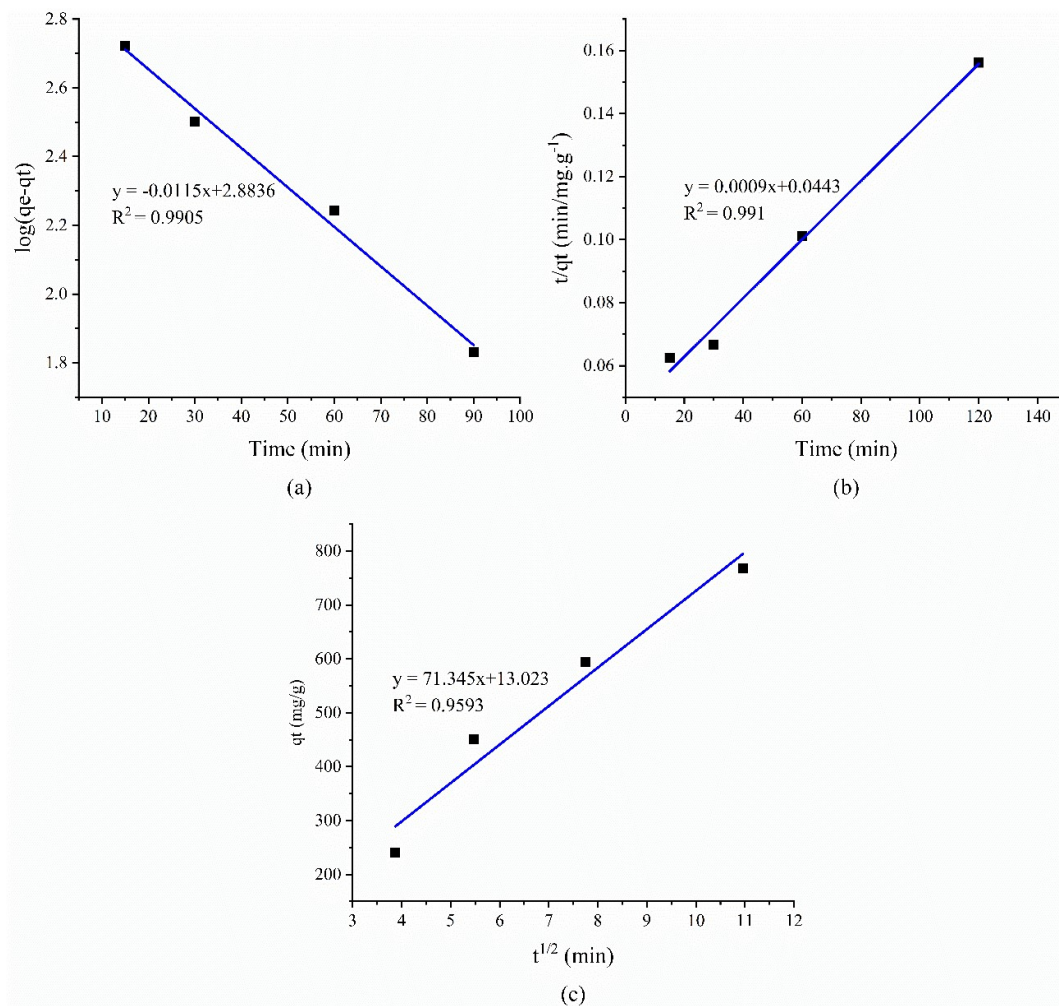 2.8
2.6
2.4
2.2
2.0
1.8
log(qe-qt)
y = -0.0115x+2.8836
R² = 0.9905
10 20 30 40 50 60 70 80 90 100
Time (min)
(a)
0.16
0.14
0.12
0.10
0.08
0.06
t/qt (min/mg.g⁻¹)
y = 0.0009x+0.0443
R² = 0.991
0 20 40 60 80 100 120 140
Time (min)
(b)
800
700
600
500
400
300
200
qt (mg/g)
y = 71.345x+13.023
R² = 0.9593
3 4 5 6 7 8 9 10 11 12
t^1/2 (min)
(c)